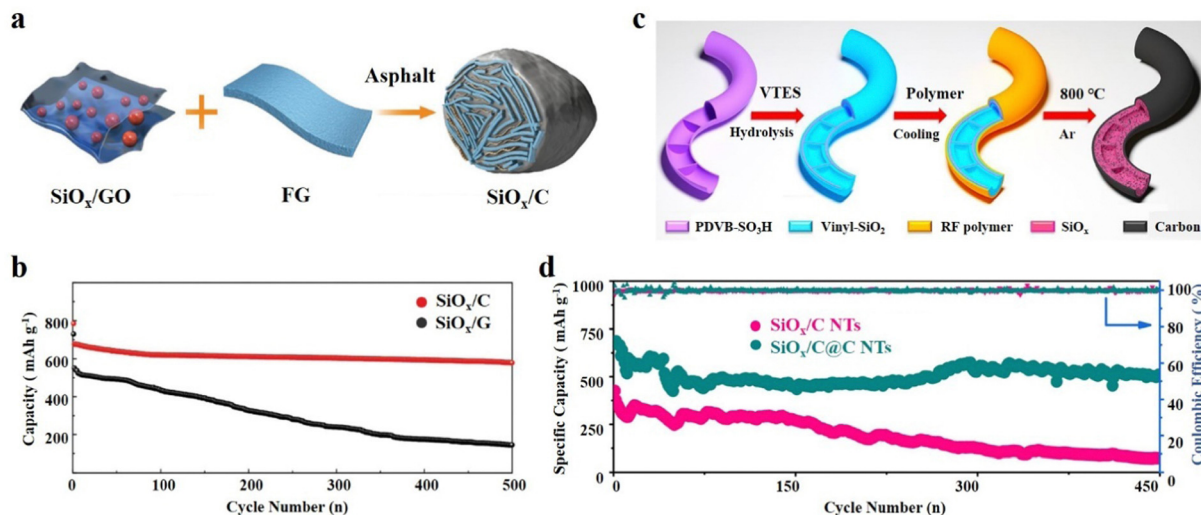 a
Asphalt
SiOx/GO
FG
SiOx/C
c
VTES
Hydrolysis
Polymer
Cooling
800 °C
Ar
PDVB-SO3H
Vinyl-SiO2
RF polymer
SiOx
Carbon
b
SiOx/C
SiOx/G
Capacity ( mAh g-1)
800
600
400
200
0
100
200
300
400
500
Cycle Number (n)
d
SiOx/C NTs
SiOx/C@C NTs
Specific Capacity ( mAh g-1)
1000
750
500
250
0
0
150
300
450
Cycle Number (n)
100
80
60
40
20
0
Coulombic Efficiency ( %)